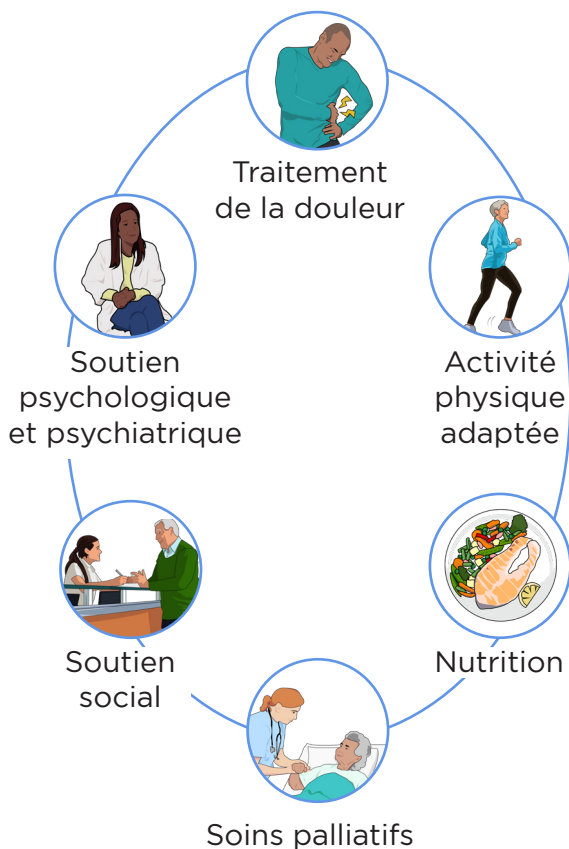 Traitement
de la douleur
Soutien
psychologique
et psychiatrique
Activité
physique
adaptée
Soutien
social
Nutrition
Soins palliatifs